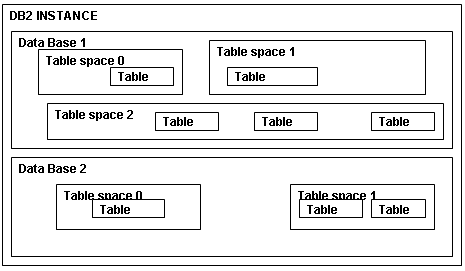 DB2 INSTANCE
Data Base 1
Table space 0
Table
Table space 1
Table
Table space 2
Table
Table
Table
Data Base 2
Table space 0
Table
Table space 1
Table
Table